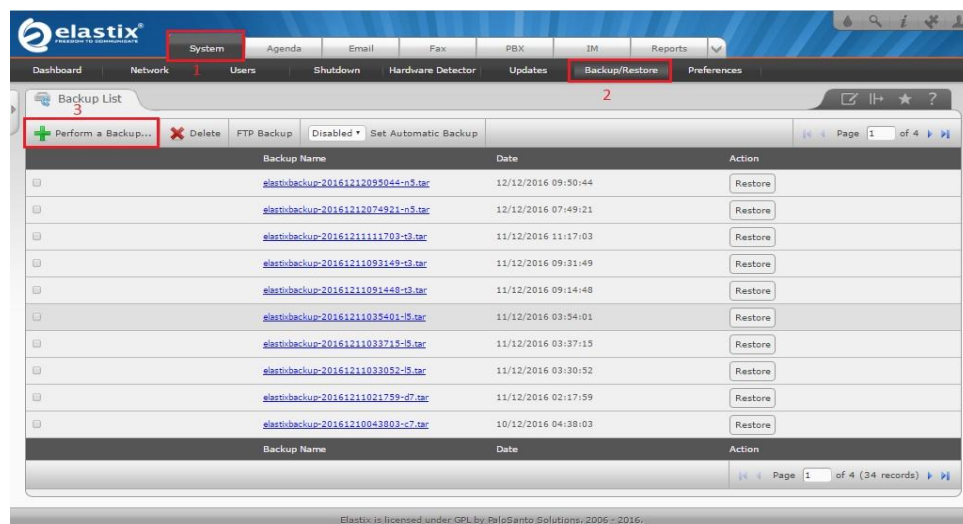 elastix®
FREEDOM TO COMMUNICATE
System Agenda Email Fax PBX IM Reports
Dashboard Network 1 Users Shutdown Hardware Detector Updates Backup/Restore Preferences
2
Backup List
3
Perform a Backup... Delete FTP Backup Disabled Set Automatic Backup Page 1 of 4
Backup Name Date Action
elastixbackup-20161212095044-n5.tar 12/12/2016 09:50:44 Restore
elastixbackup-20161212074921-n5.tar 12/12/2016 07:49:21 Restore
elastixbackup-20161211111703-t3.tar 11/12/2016 11:17:03 Restore
elastixbackup-20161211093149-t3.tar 11/12/2016 09:31:49 Restore
elastixbackup-20161211091448-t3.tar 11/12/2016 09:14:48 Restore
elastixbackup-20161211035401-l5.tar 11/12/2016 03:54:01 Restore
elastixbackup-20161211033715-l5.tar 11/12/2016 03:37:15 Restore
elastixbackup-20161211033052-l5.tar 11/12/2016 03:30:52 Restore
elastixbackup-20161211021759-d7.tar 11/12/2016 02:17:59 Restore
elastixbackup-20161210043803-c7.tar 10/12/2016 04:38:03 Restore
Backup Name Date Action
Page 1 of 4 (34 records)
Elastix is licensed under GPL by PaloSanto Solutions. 2006 - 2016.